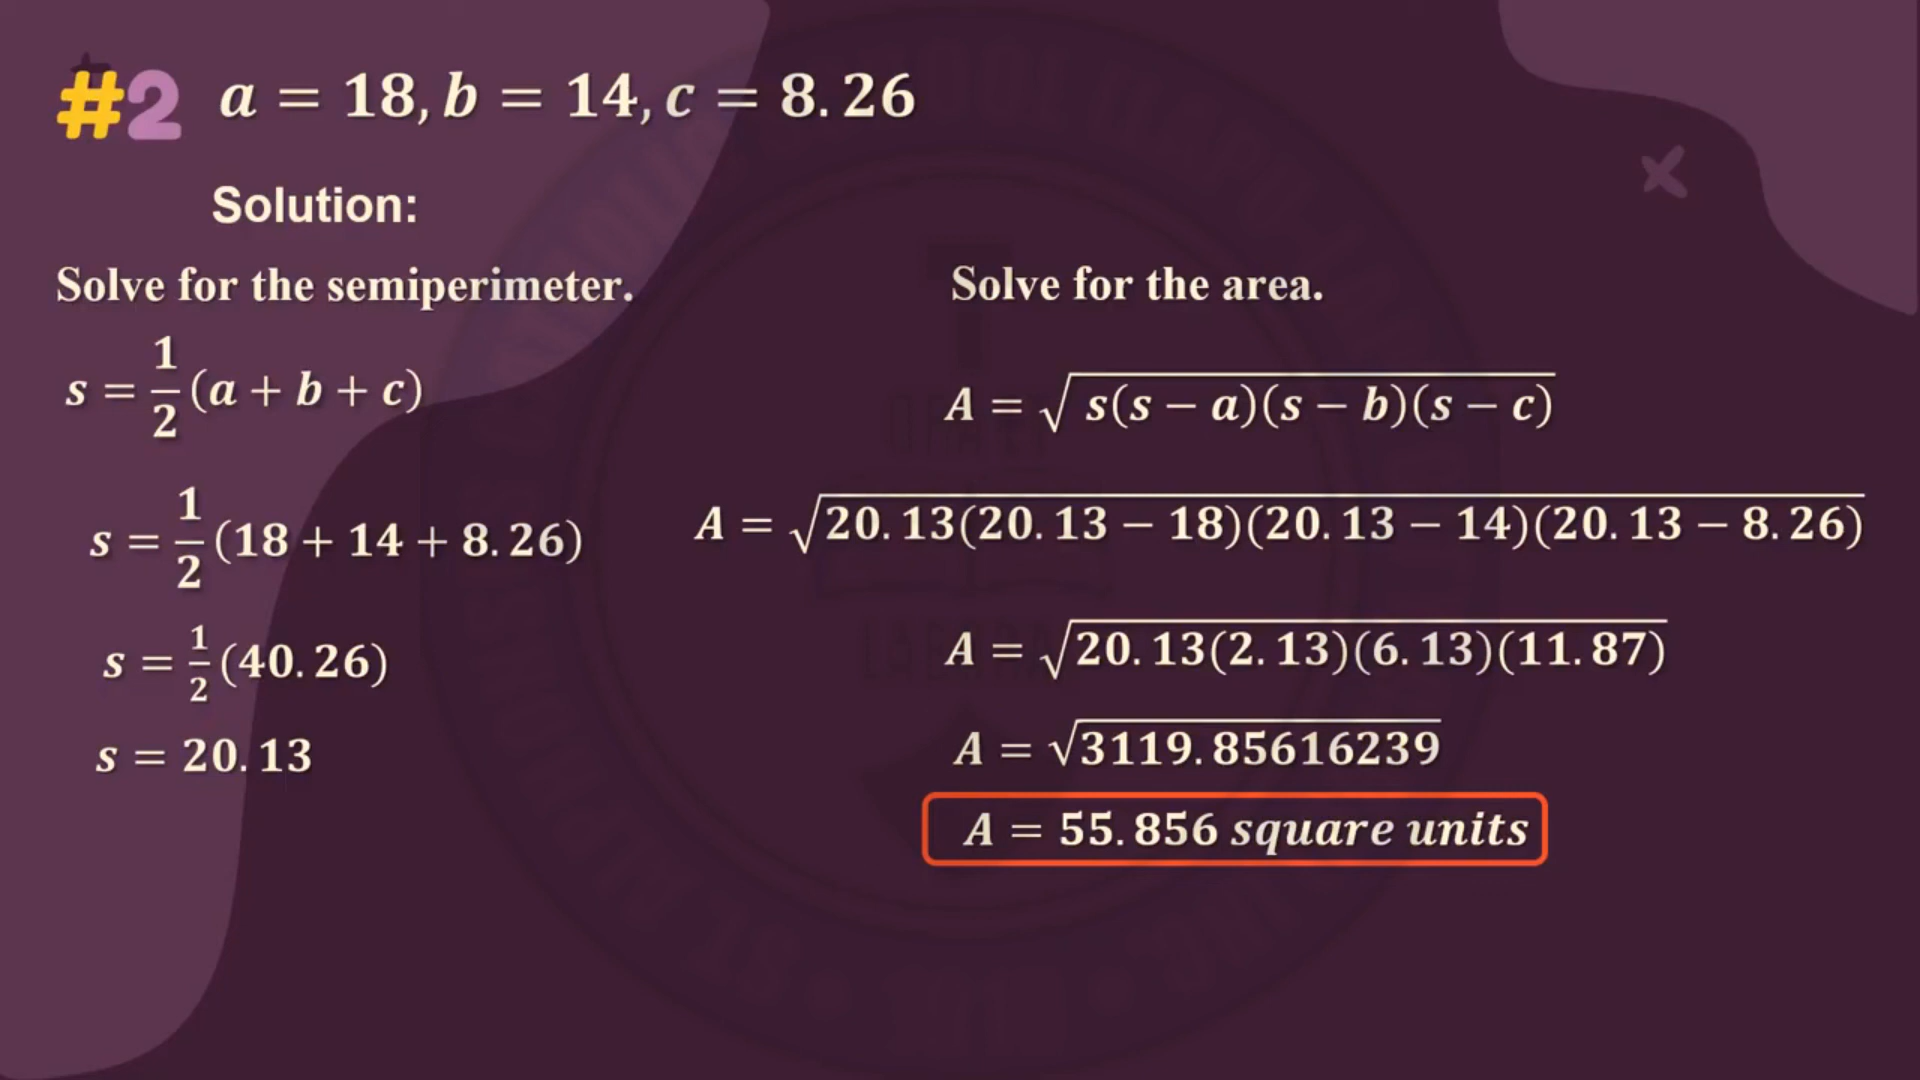 #2 a = 18, b = 14, c = 8.26
Solution:
Solve for the semiperimeter.
s = 1/2 (a + b + c)
s = 1/2 (18 + 14 + 8.26)
s = 1/2 (40.26)
s = 20.13
Solve for the area.
A = √s(s − a)(s − b)(s − c)
A = √20.13(20.13 − 18)(20.13 − 14)(20.13 − 8.26)
A = √20.13(2.13)(6.13)(11.87)
A = √3119.85616239
A = 55.856 square units